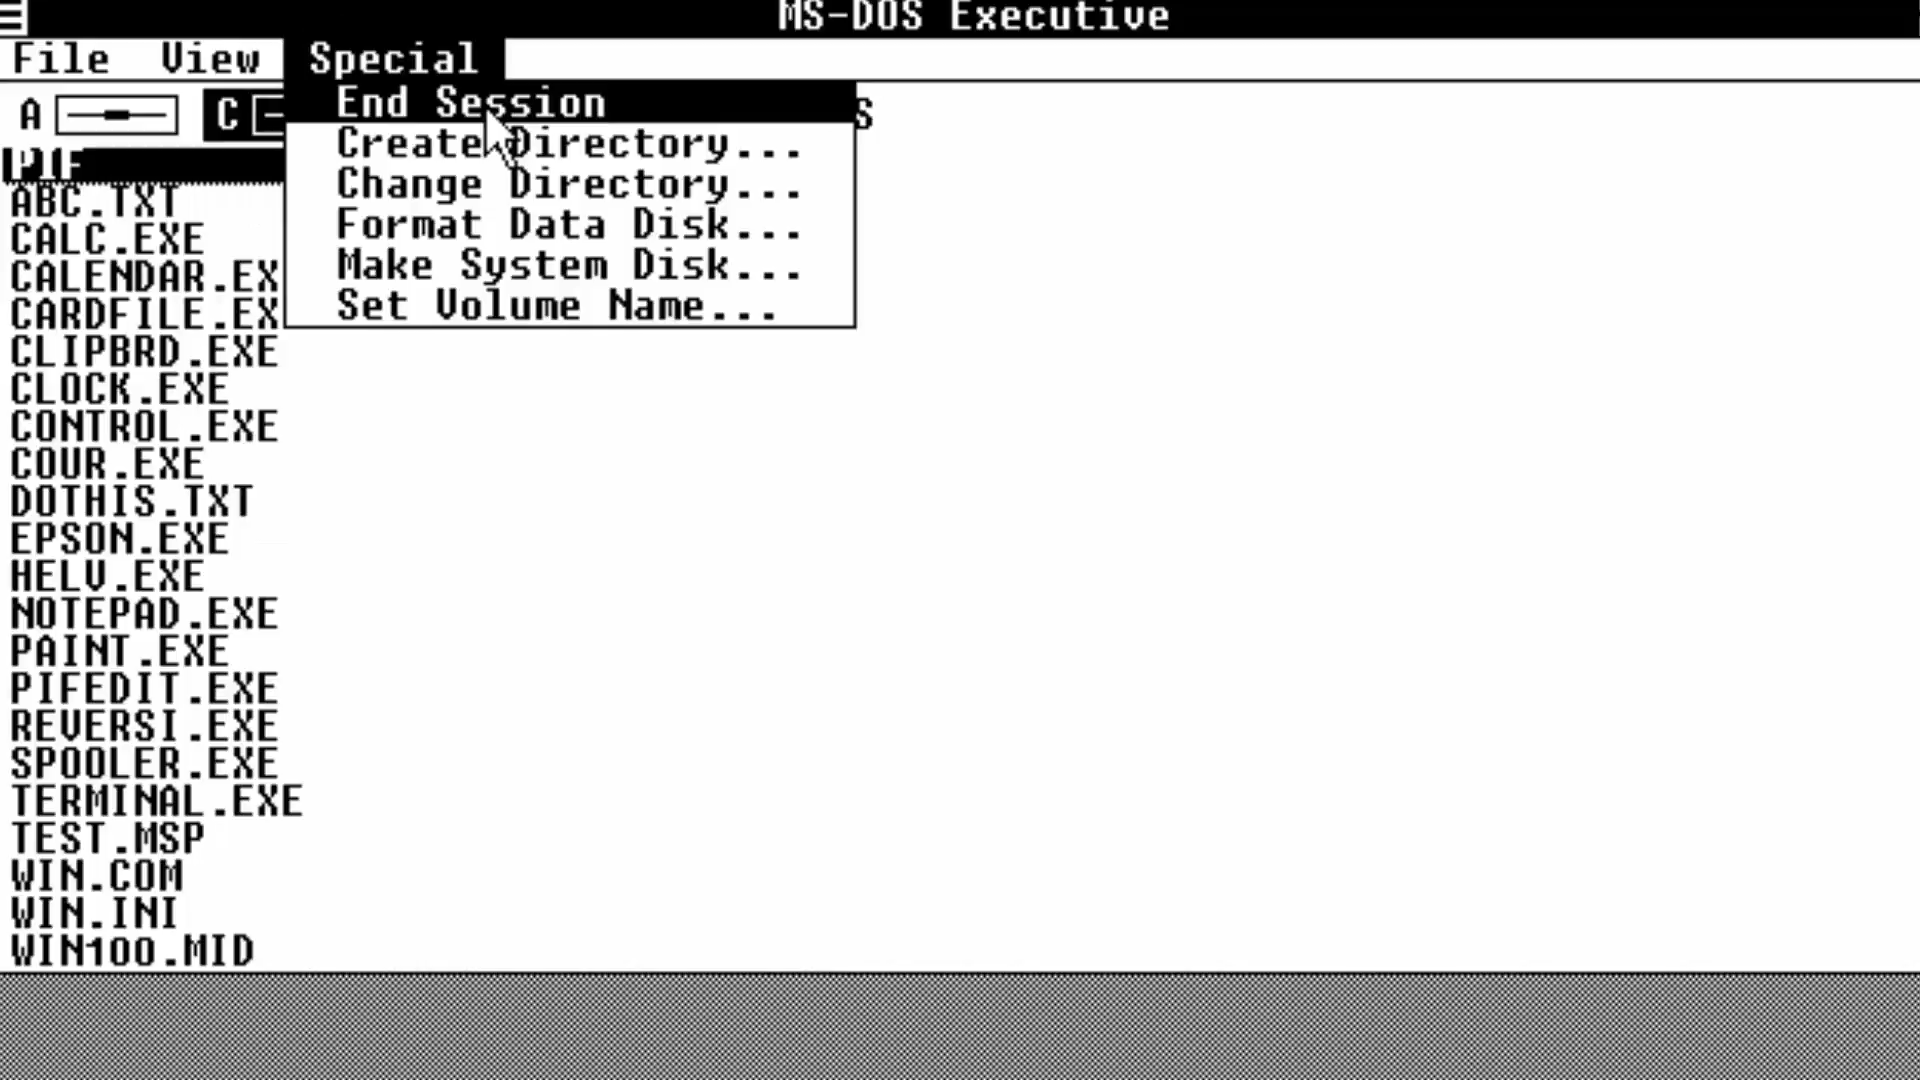 MS-DOS Executive
File View Special
A C S
End Session
Create Directory...
Change Directory...
Format Data Disk...
Make System Disk...
Set Volume Name...
PIF
ABC.TXT
CALC.EXE
CALENDAR.EX
CARDFILE.EX
CLIPBRD.EXE
CLOCK.EXE
CONTROL.EXE
COUR.EXE
DOTHIS.TXT
EPSON.EXE
HELV.EXE
NOTEPAD.EXE
PAINT.EXE
PIFEDIT.EXE
REVERSI.EXE
SPOOLER.EXE
TERMINAL.EXE
TEST.MSP
WIN.COM
WIN.INI
WIN100.MID